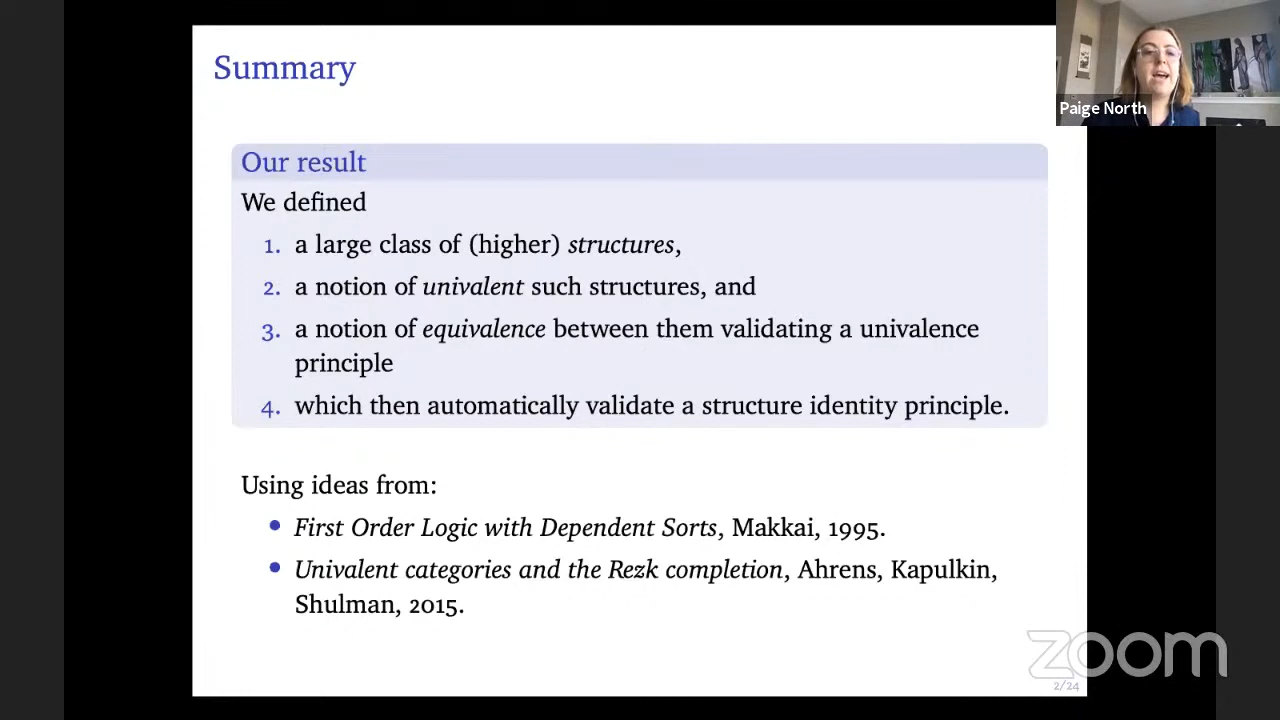 Summary
Paige North
Our result
We defined
1. a large class of (higher) structures,
2. a notion of univalent such structures, and
3. a notion of equivalence between them validating a univalence
principle
4. which then automatically validate a structure identity principle.
Using ideas from:
• First Order Logic with Dependent Sorts, Makkai, 1995.
• Univalent categories and the Rezk completion, Ahrens, Kapulkin,
Shulman, 2015.
zoom
2/24